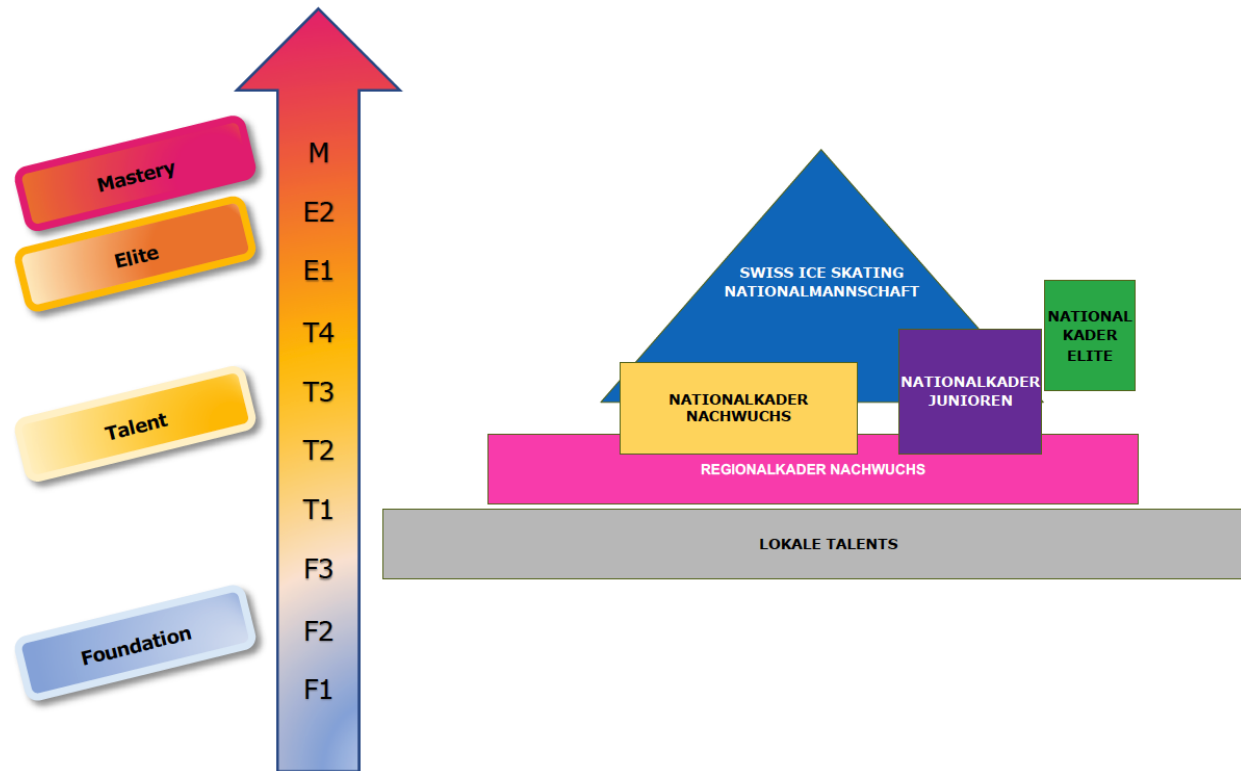 Mastery
Elite
Talent
Foundation
M
E2
E1
T4
T3
T2
T1
F3
F2
F1
SWISS ICE SKATING
NATIONALMANNSCHAFT
NATIONAL
KADER
ELITE
NATIONALKADER
JUNIOREN
NATIONALKADER
NACHWUCHS
REGIONALKADER NACHWUCHS
LOKALE TALENTS